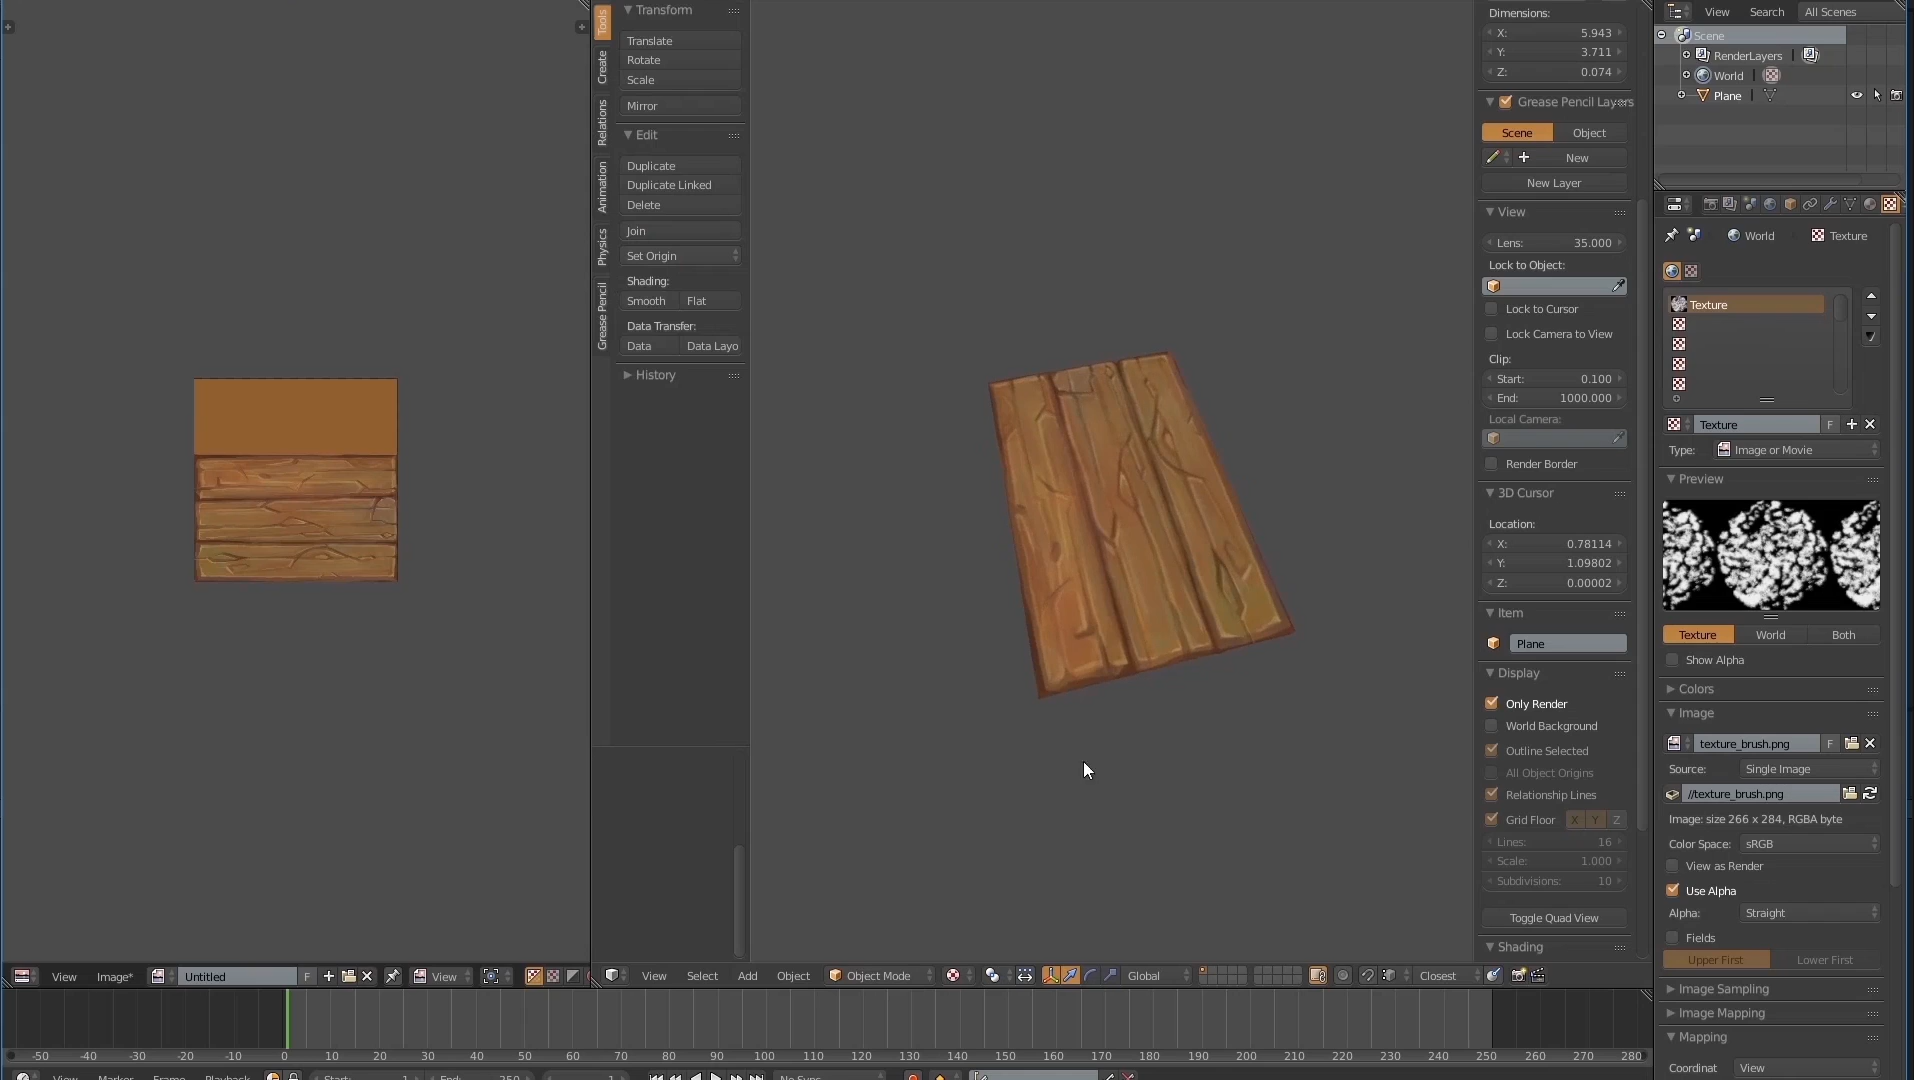 Tools
Create
Relations
Animation
Physics
Grease Pencil
Transform
Translate
Rotate
Scale
Mirror
Edit
Duplicate
Duplicate Linked
Delete
Join
Set Origin
Shading:
Smooth Flat
Data Transfer:
Data Data Layo
History
Dimensions:
X: 5.943
Y: 3.711
Z: 0.074
Grease Pencil Layers
Scene Object
New
New Layer
View
Lens: 35.000
Lock to Object:
Lock to Cursor
Lock Camera to View
Clip:
Start: 0.100
End: 1000.000
Local Camera:
Render Border
3D Cursor
Location:
X: 0.78114
Y: 1.09802
Z: 0.00002
Item
Plane
Display
Only Render
World Background
Outline Selected
All Object Origins
Relationship Lines
Grid Floor X Y Z
Lines: 16
Scale: 1.000
Subdivisions: 10
Toggle Quad View
Shading
View Search All Scenes
Scene
RenderLayers
World
Plane
World Texture
Texture
Texture F
Type: Image or Movie
Preview
Texture World Both
Show Alpha
Colors
Image
texture_brush.png F
Source: Single Image
//texture_brush.png
Image: size 266 x 284, RGBA byte
Color Space: sRGB
View as Render
Use Alpha
Alpha: Straight
Fields
Upper First Lower First
Image Sampling
Image Mapping
Mapping
Coordinat View
View Image* Untitled F View
View Select Add Object Object Mode Global Closest
-50 -40 -30 -20 -10 0 10 20 30 40 50 60 70 80 90 100 110 120 130 140 150 160 170 180 190 200 210 220 230 240 250 260 270 280
View Marker Frame Playback Start: 1 End: 250 1 No Sync